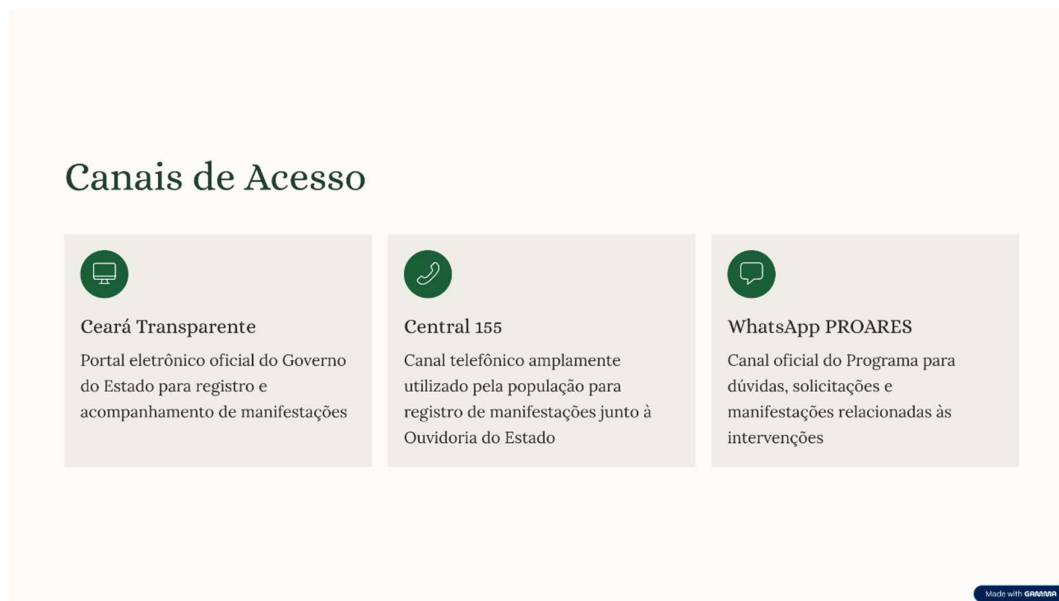 Canais de Acesso
Ceará Transparente
Portal eletrônico oficial do Governo
do Estado para registro e
acompanhamento de manifestações
Central 155
Canal telefônico amplamente
utilizado pela população para
registro de manifestações junto à
Ouvidoria do Estado
WhatsApp PROARES
Canal oficial do Programa para
dúvidas, solicitações e
manifestações relacionadas às
intervenções
Made with GAMMA